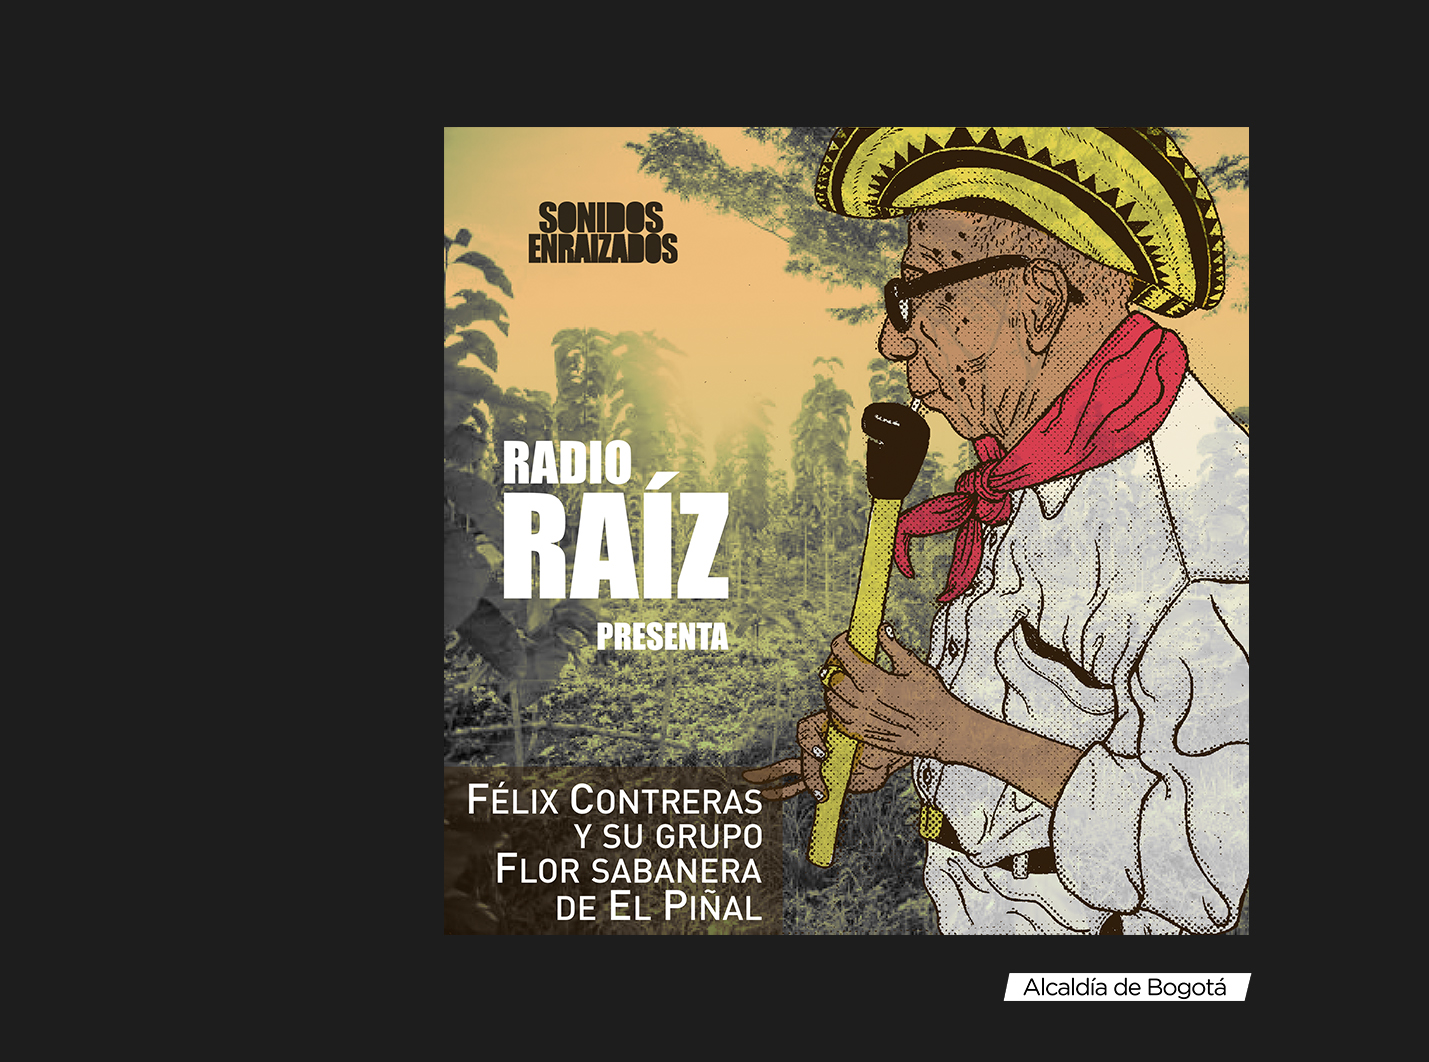 SONIDOS
ENRAIZADOS
RADIO
RAÍZ
PRESENTA
FÉLIX CONTRERAS
Y SU GRUPO
FLOR SABANERA
DE EL PIÑAL
Alcaldía de Bogotá